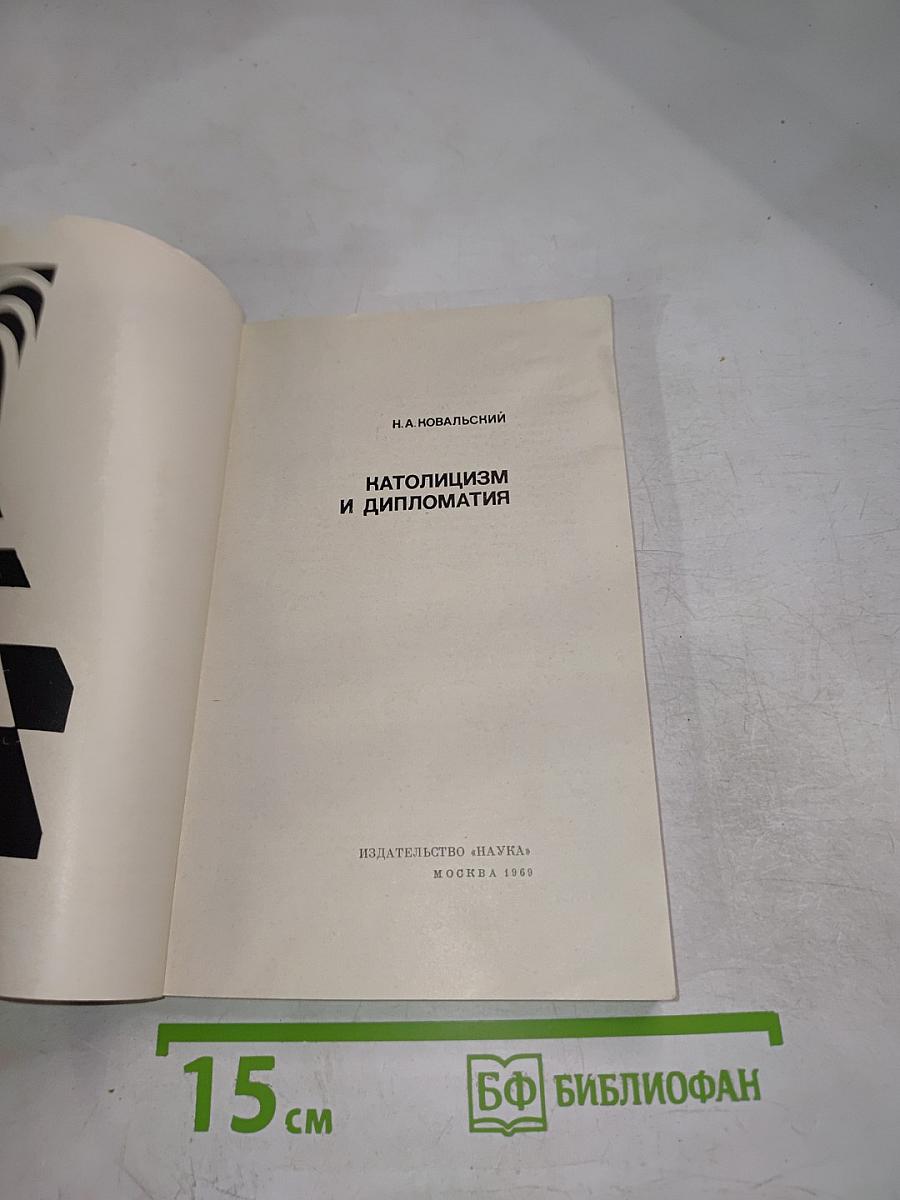 Н. А. КОВАЛЬСКИЙ
КАТОЛИЦИЗМ
И ДИПЛОМАТИЯ
ИЗДАТЕЛЬСТВО «НАУКА»
МОСКВА 1969
15 см
БФ БИБЛИОФАН